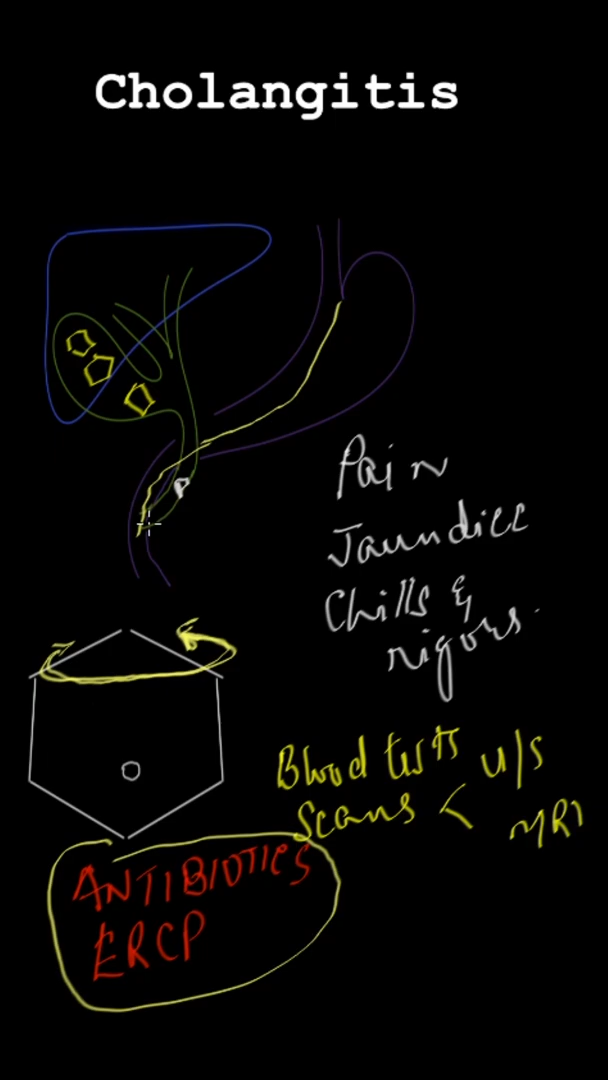 Cholangitis
Pain
Jaundice
Chills &
rigors.
Blood tests
Scans < U/S
MRI
ANTIBIOTICS
ERCP